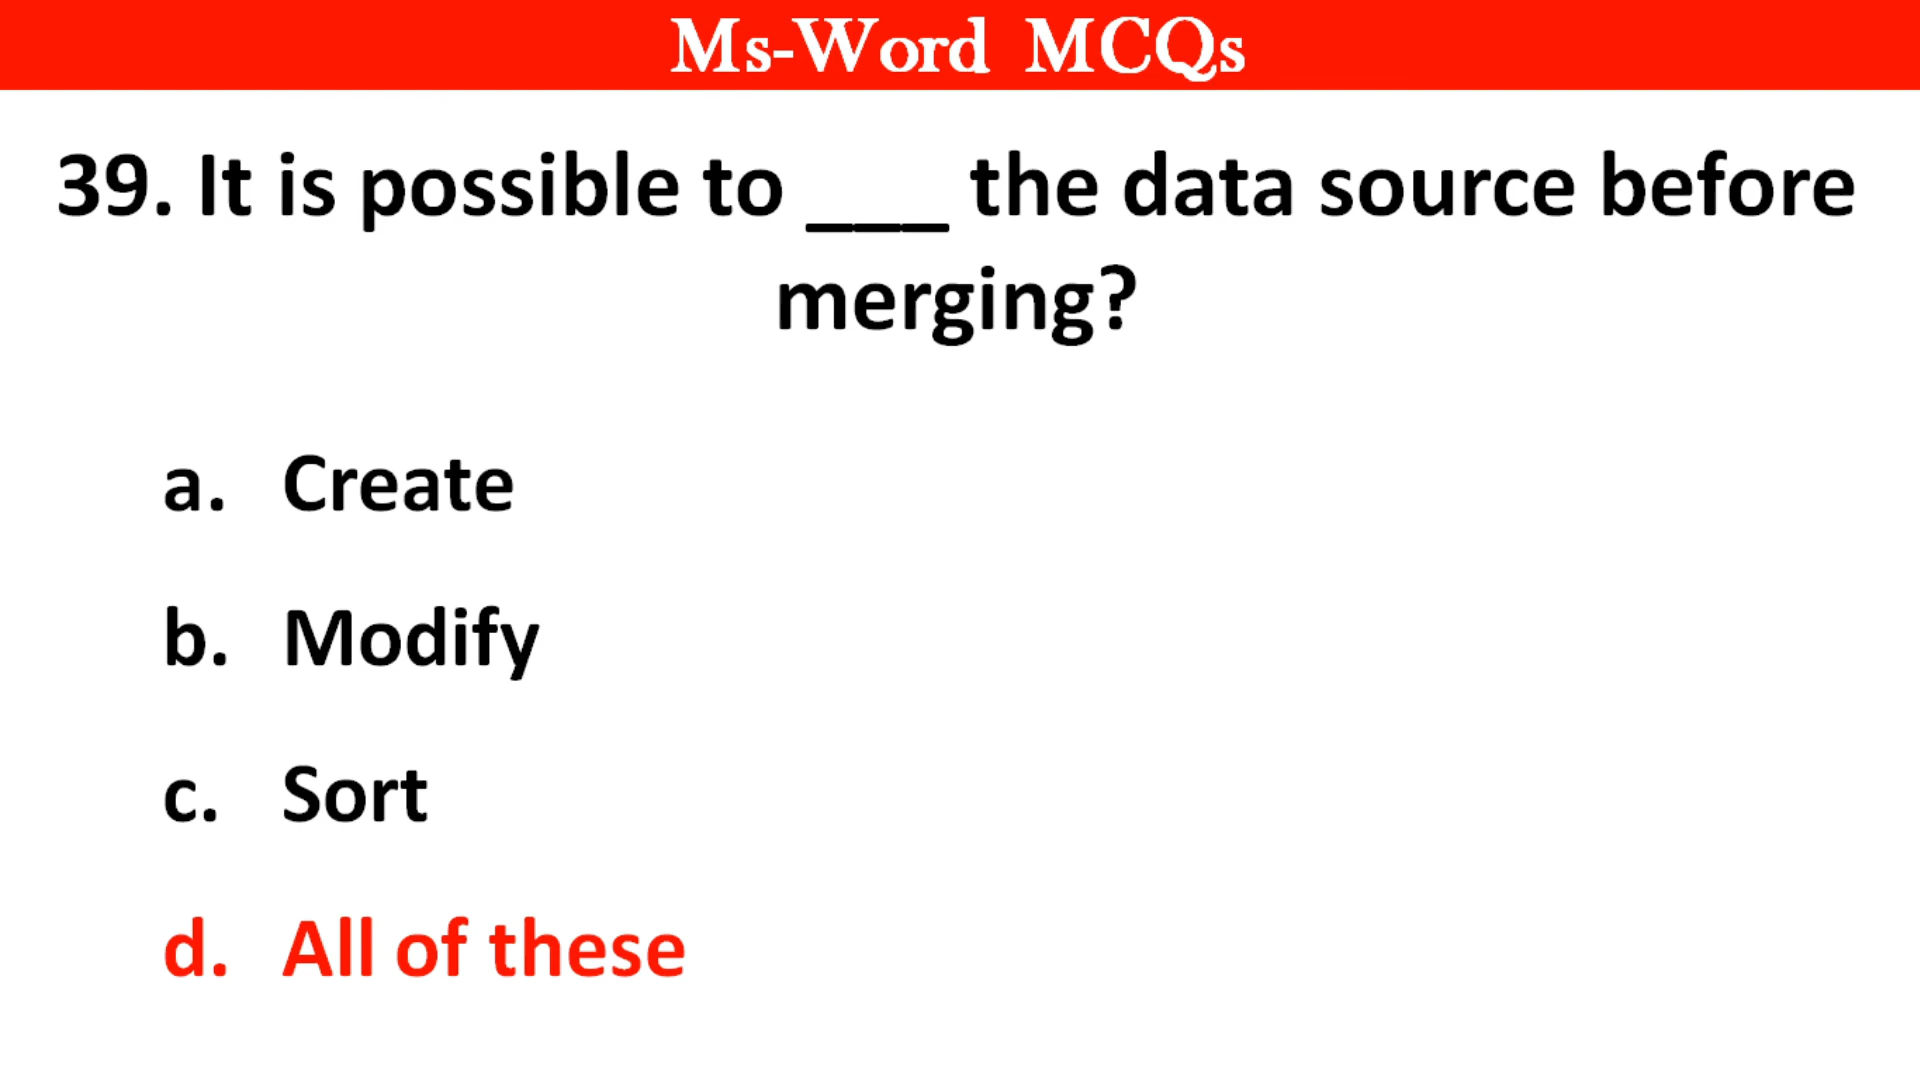 Ms-Word MCQs
39. It is possible to ___ the data source before
merging?
a. Create
b. Modify
c. Sort
d. All of these